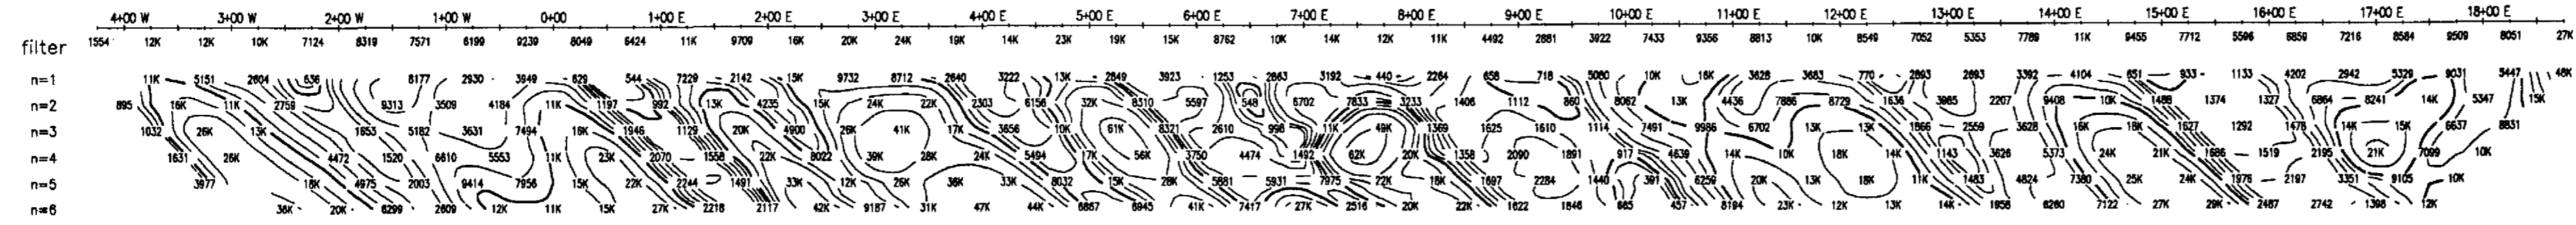 4+00 W 3+00 W 2+00 W 1+00 W 0+00 1+00 E 2+00 E 3+00 E 4+00 E 5+00 E 6+00 E 7+00 E 8+00 E 9+00 E 10+00 E 11+00 E 12+00 E 13+00 E 14+00 E 15+00 E 16+00 E 17+00 E 18+00 E
filter 1554 12K 12K 10K 7124 8319 7571 6199 9239 8049 6424 11K 9709 16K 20K 24K 19K 14K 23K 19K 15K 8762 10K 14K 12K 11K 4492 2881 3922 7433 9356 8813 10K 8549 7052 5353 7789 11K 9455 7712 5596 6859 7216 8584 9509 8051 27K
n=1 11K 5151 2604 636 8177 2930 3949 629 544 7229 2142 15K 9732 8712 2640 3222 13K 2849 3923 1253 2663 3192 440 2264 658 718 5080 10K 16K 3628 3683 770 2893 2693 3392 4104 651 933 1133 4202 2942 5329 9031 5447 48K
n=2 895 16K 11K 2759 9313 3509 4184 11K 1197 992 13K 4235 15K 24K 22K 2303 6156 32K 8310 5597 548 6702 7833 3233 1406 1112 860 8062 13K 4436 7886 8729 1636 3985 2207 9408 10K 1488 1374 1327 6864 8241 14K 5347 15K
n=3 1032 26K 13K 1653 5182 3631 7494 16K 1946 1129 20K 4900 26K 41K 17K 3656 10K 61K 8321 2610 998 11K 49K 1369 1625 1610 1114 7491 9986 6702 13K 13K 1866 2559 3628 16K 18K 1627 1292 1476 14K 15K 6637 8831
n=4 1631 26K 4472 1520 6610 5553 11K 23K 2070 1558 22K 8022 39K 28K 24K 5494 17K 56K 3750 4474 1492 62K 20K 1358 2090 1891 917 4639 14K 10K 18K 14K 1143 3626 5373 24K 21K 1686 1519 2195 21K 7099 10K
n=5 3977 18K 4975 2003 9414 7956 15K 22K 2244 1491 33K 12K 26K 36K 33K 8032 15K 28K 5881 5931 7975 22K 18K 1697 2284 1440 391 6259 20K 13K 18K 11K 1483 4824 7380 25K 24K 1976 2197 3351 9105 10K
n=6 36K 20K 6299 2609 12K 11K 15K 27K 2218 2117 42K 9187 31K 47K 44K 6867 6945 41K 7417 27K 2516 20K 22K 1622 1846 665 457 8194 23K 12K 13K 14K 1956 6260 7122 27K 29K 2487 2742 1398 12K